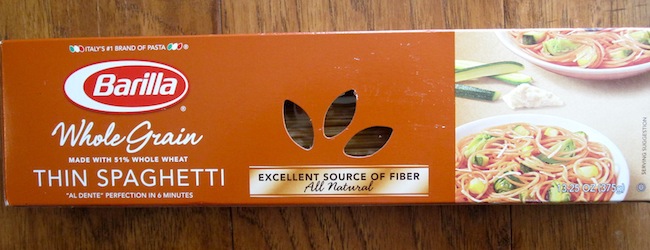 ITALY'S #1 BRAND OF PASTA ®
Barilla ®
Whole Grain
MADE WITH 51% WHOLE WHEAT
THIN SPAGHETTI
"AL DENTE" PERFECTION IN 6 MINUTES
EXCELLENT SOURCE OF FIBER
All Natural
13.25 OZ (375g)
SERVING SUGGESTION